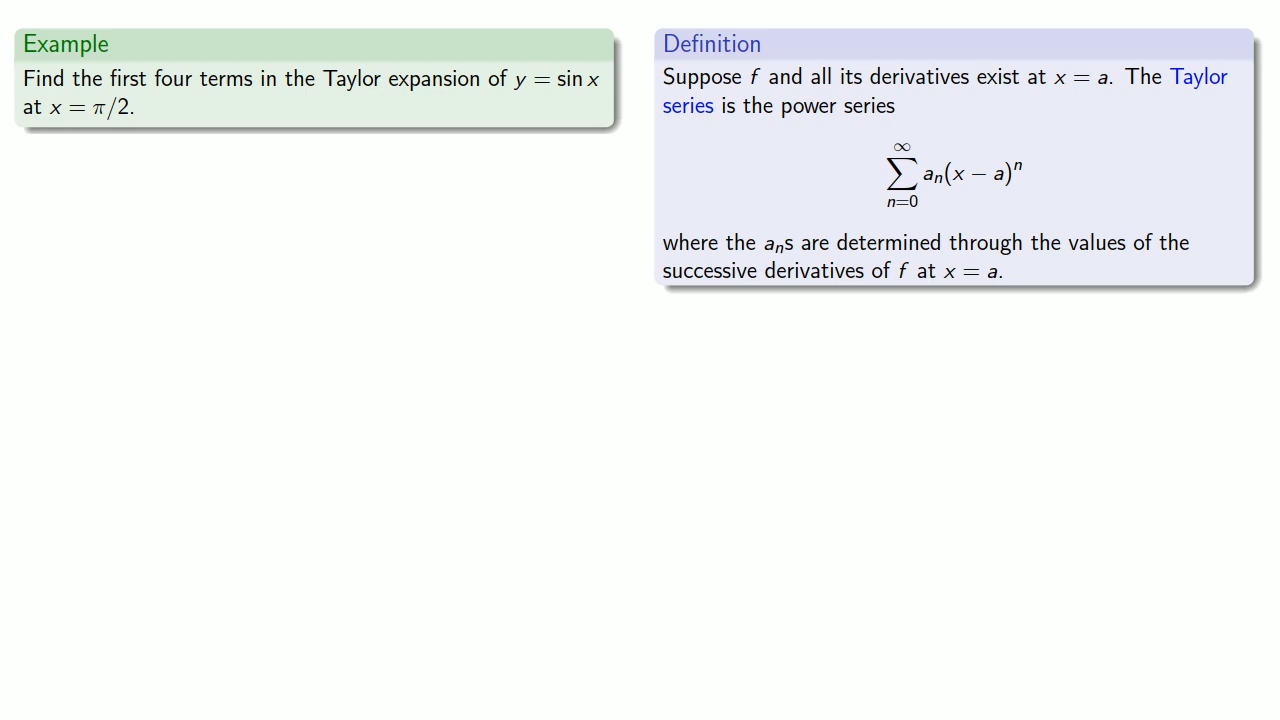 Example
Find the first four terms in the Taylor expansion of y = sin x
at x = π/2.
Definition
Suppose f and all its derivatives exist at x = a. The Taylor
series is the power series
∞
∑ aₙ(x − a)ⁿ
n=0
where the aₙs are determined through the values of the
successive derivatives of f at x = a.